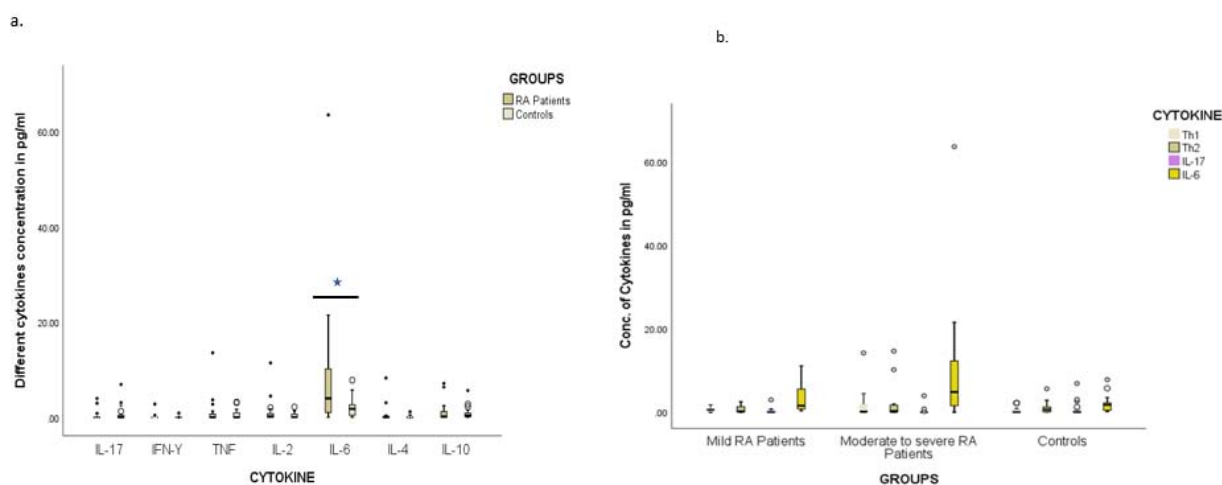 a.
Different cytokines concentration in pg/ml
60.00
40.00
20.00
.00
IL-17 IFN-Y TNF IL-2 IL-6 IL-4 IL-10
CYTOKINE
GROUPS
RA Patients
Controls
b.
Conc. of Cytokines in pg/ml
60.00
40.00
20.00
.00
Mild RA Patients Moderate to severe RA Controls
Patients
GROUPS
CYTOKINE
Th1
Th2
IL-17
IL-6